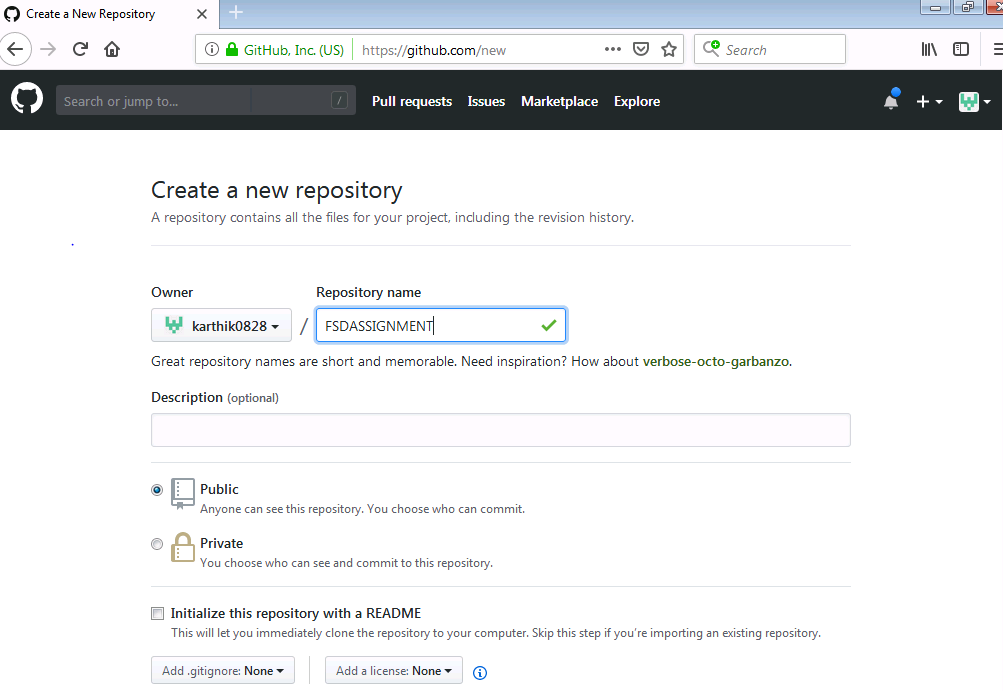 Create a New Repository
GitHub, Inc. (US) https://github.com/new Search
Search or jump to... / Pull requests Issues Marketplace Explore
Create a new repository
A repository contains all the files for your project, including the revision history.
Owner Repository name
karthik0828 / FSDASSIGNMENT
Great repository names are short and memorable. Need inspiration? How about verbose-octo-garbanzo.
Description (optional)
Public
Anyone can see this repository. You choose who can commit.
Private
You choose who can see and commit to this repository.
Initialize this repository with a README
This will let you immediately clone the repository to your computer. Skip this step if you're importing an existing repository.
Add .gitignore: None Add a license: None